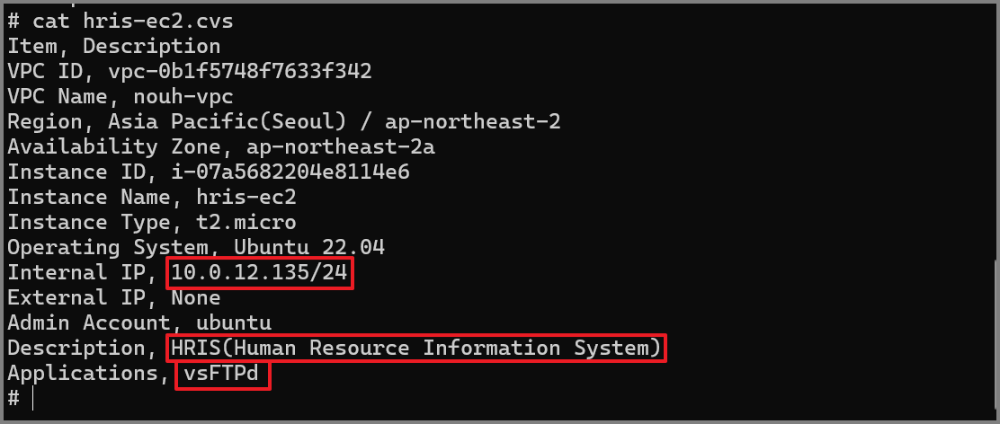 # cat hris-ec2.cvs
Item, Description
VPC ID, vpc-0b1f5748f7633f342
VPC Name, nouh-vpc
Region, Asia Pacific(Seoul) / ap-northeast-2
Availability Zone, ap-northeast-2a
Instance ID, i-07a5682204e8114e6
Instance Name, hris-ec2
Instance Type, t2.micro
Operating System, Ubuntu 22.04
Internal IP, 10.0.12.135/24
External IP, None
Admin Account, ubuntu
Description, HRIS(Human Resource Information System)
Applications, vsFTPd
#